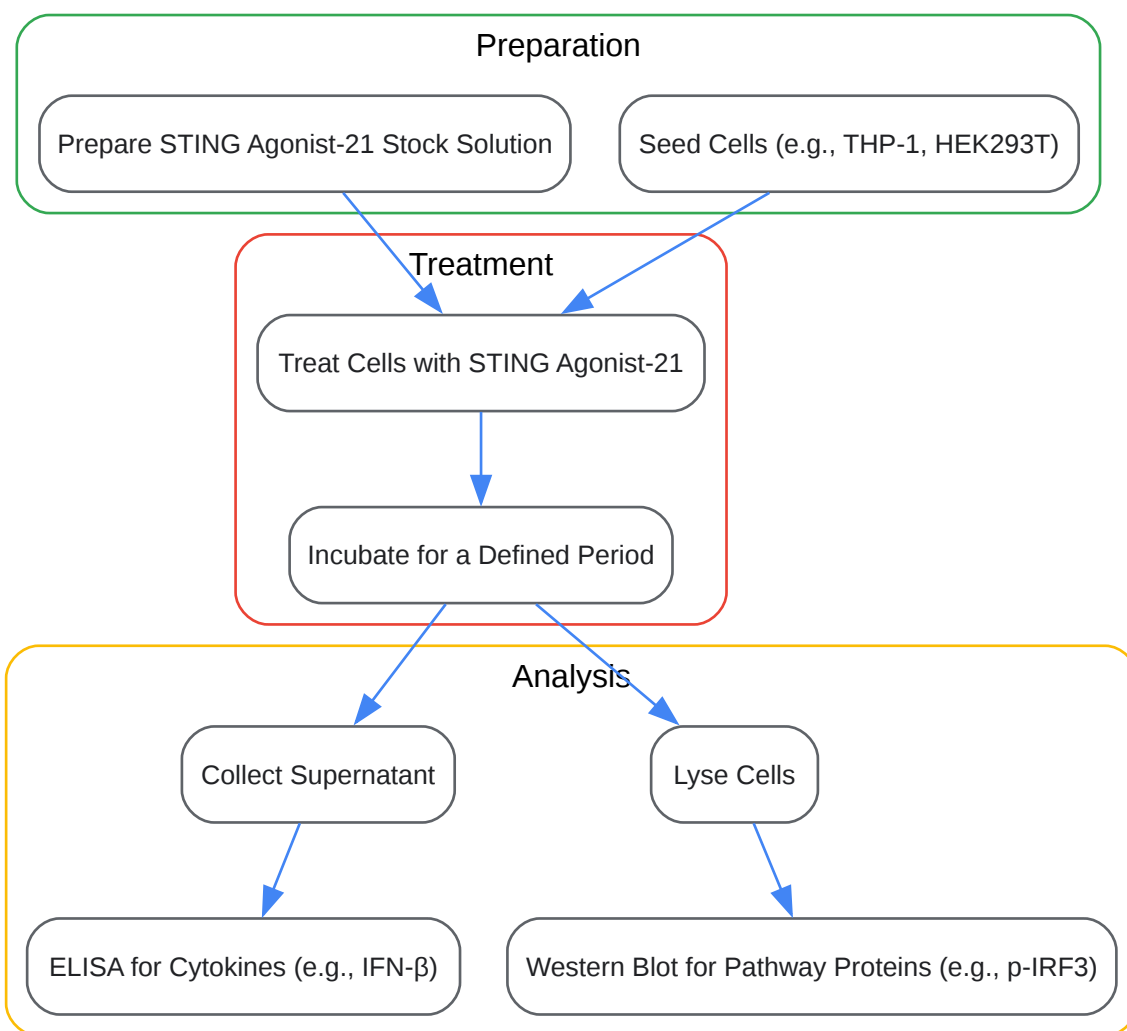 Preparation
Prepare STING Agonist-21 Stock Solution
Seed Cells (e.g., THP-1, HEK293T)
Treatment
Treat Cells with STING Agonist-21
Incubate for a Defined Period
Analysis
Collect Supernatant
Lyse Cells
ELISA for Cytokines (e.g., IFN-β)
Western Blot for Pathway Proteins (e.g., p-IRF3)